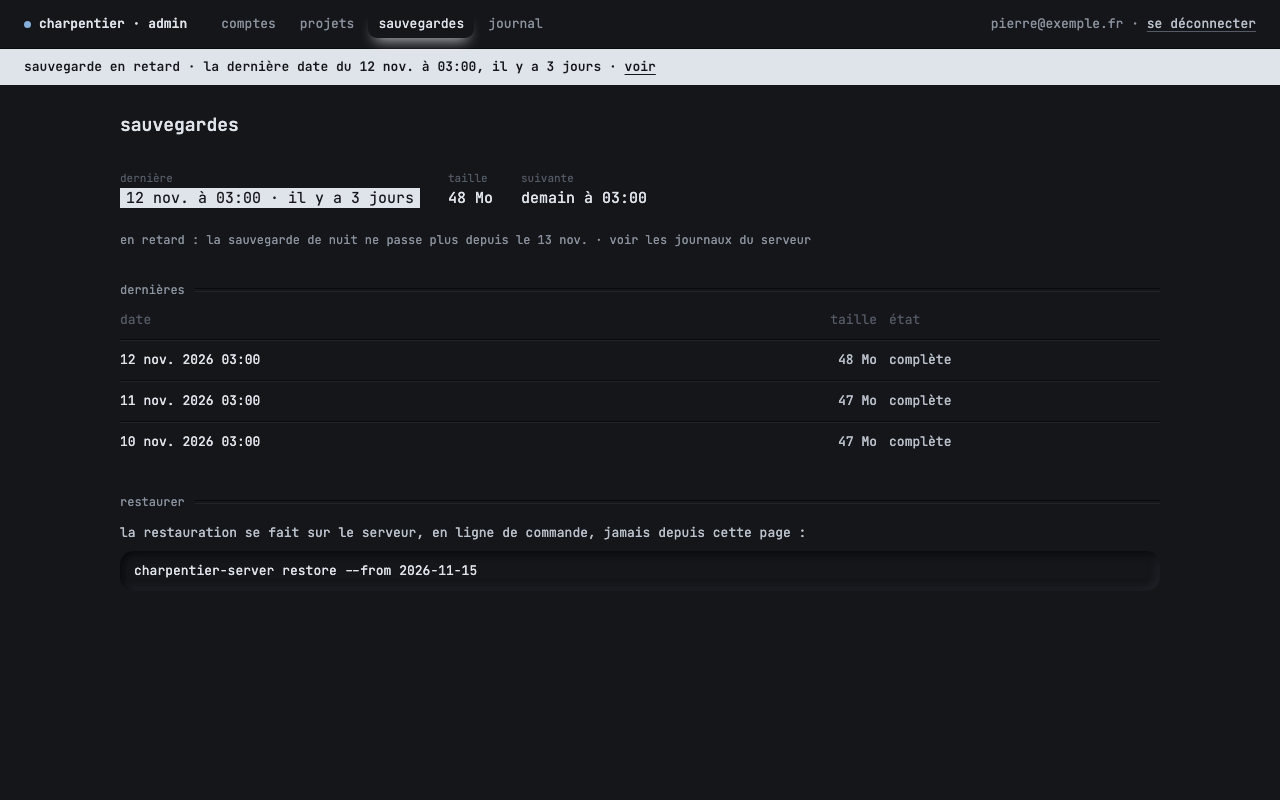 charpentier · admin comptes projets sauvegardes journal pierre@exemple.fr · se déconnecter
sauvegarde en retard · la dernière date du 12 nov. à 03:00, il y a 3 jours · voir
sauvegardes
dernière taille suivante
12 nov. à 03:00 · il y a 3 jours 48 Mo demain à 03:00
en retard : la sauvegarde de nuit ne passe plus depuis le 13 nov. · voir les journaux du serveur
dernières
date taille état
12 nov. 2026 03:00 48 Mo complète
11 nov. 2026 03:00 47 Mo complète
10 nov. 2026 03:00 47 Mo complète
restaurer
la restauration se fait sur le serveur, en ligne de commande, jamais depuis cette page :
charpentier-server restore --from 2026-11-15